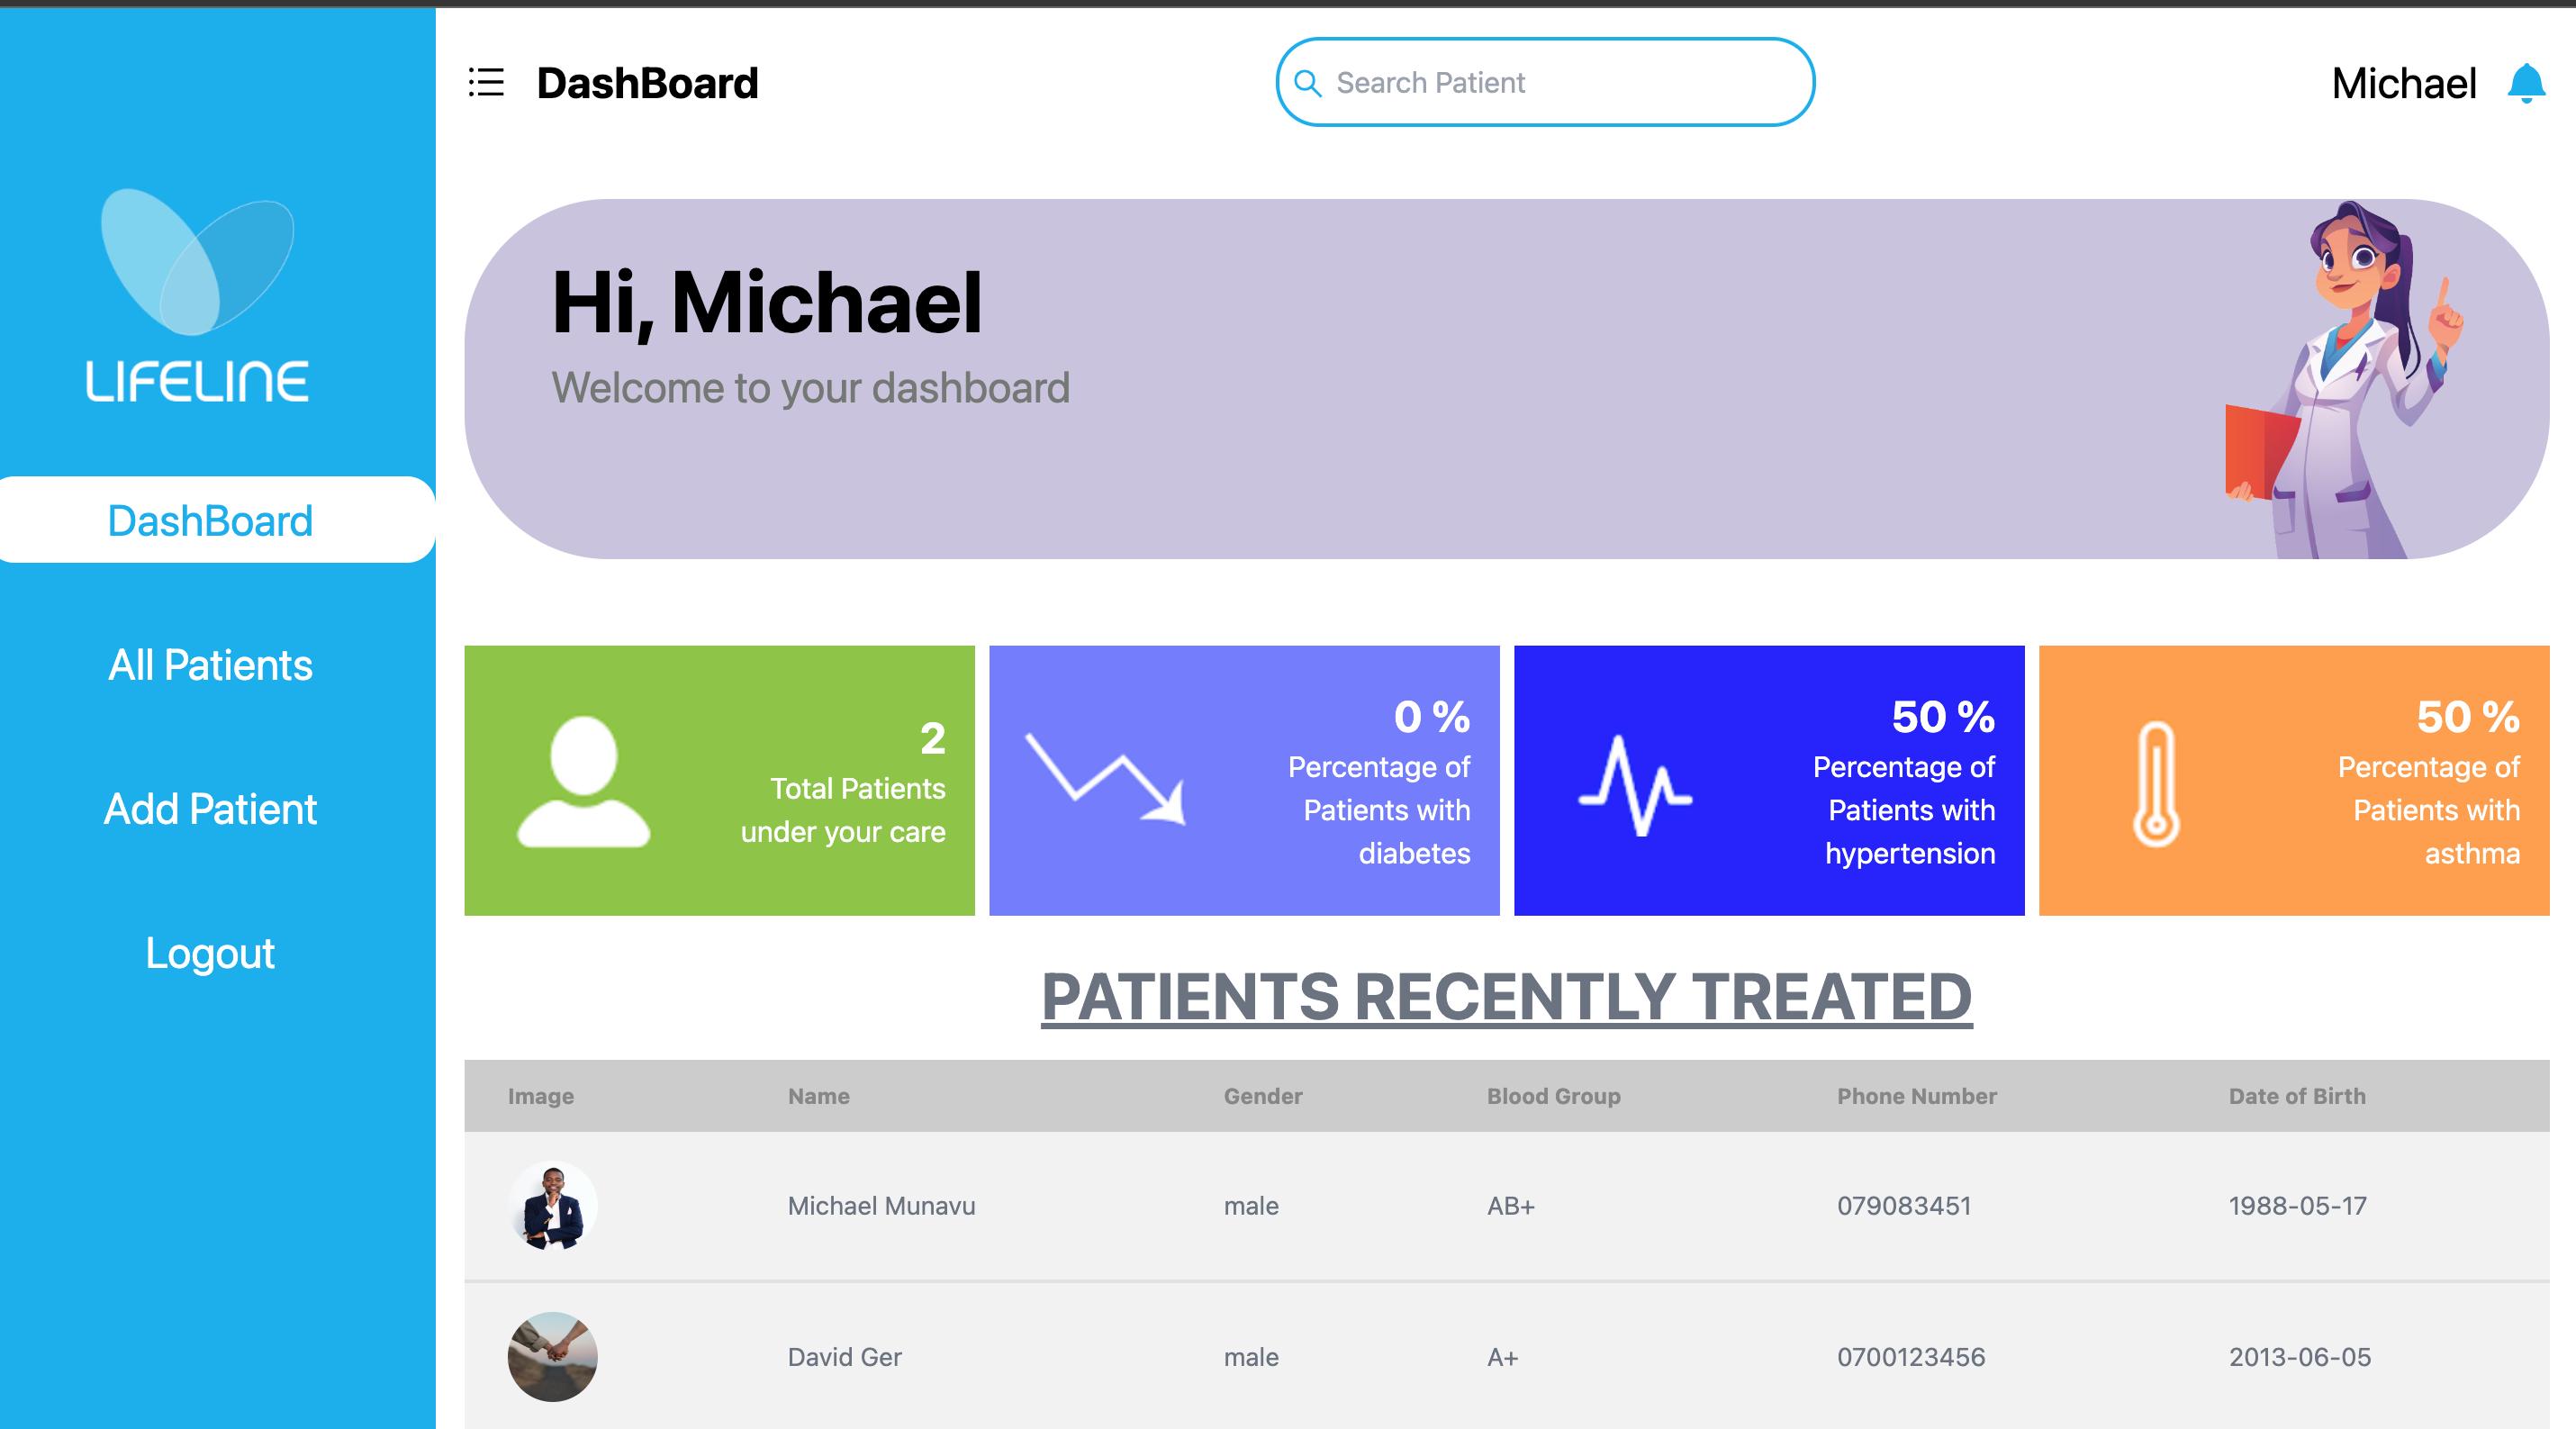 DashBoard
Search Patient
Michael
LIFELINE
DashBoard
All Patients
Add Patient
Logout
Hi, Michael
Welcome to your dashboard
2
Total Patients
under your care
0 %
Percentage of
Patients with
diabetes
50 %
Percentage of
Patients with
hypertension
50 %
Percentage of
Patients with
asthma
PATIENTS RECENTLY TREATED
Image Name Gender Blood Group Phone Number Date of Birth
Michael Munavu male AB+ 079083451 1988-05-17
David Ger male A+ 0700123456 2013-06-05